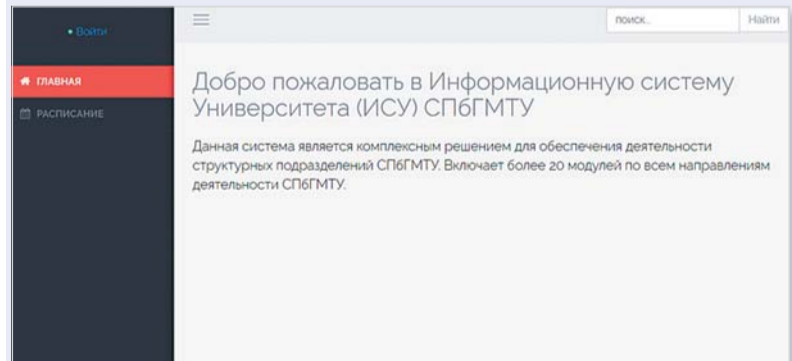 Войти
поиск...
Найти
ГЛАВНАЯ
РАСПИСАНИЕ
Добро пожаловать в Информационную систему
Университета (ИСУ) СПбГМТУ
Данная система является комплексным решением для обеспечения деятельности
структурных подразделений СПбГМТУ. Включает более 20 модулей по всем направлениям
деятельности СПбГМТУ.